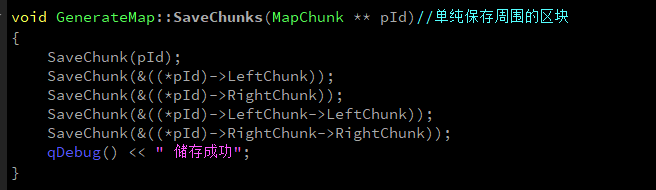 void GenerateMap::SaveChunks(MapChunk ** pId)//单纯保存周围的区块
{
    SaveChunk(pId);
    SaveChunk(&((*pId)->LeftChunk));
    SaveChunk(&((*pId)->RightChunk));
    SaveChunk(&((*pId)->LeftChunk->LeftChunk));
    SaveChunk(&((*pId)->RightChunk->RightChunk));
    qDebug() << " 储存成功";
}